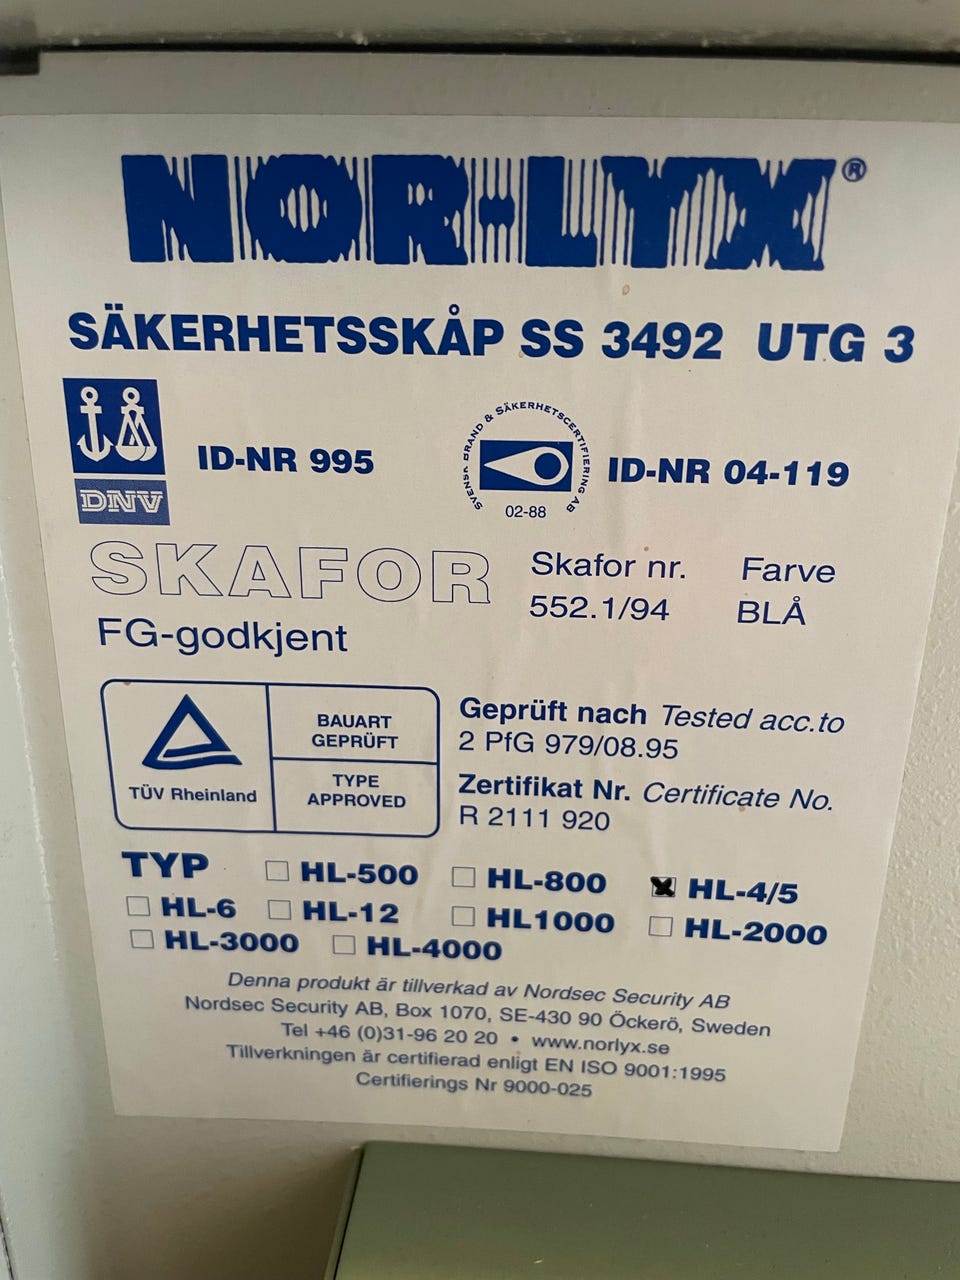 NOR-LYX®
SÄKERHETSSKÅP SS 3492 UTG 3
DNV
ID-NR 995
SVENSK BRAND & SÄKERHETSCERTIFIERING AB
02-88
ID-NR 04-119
SKAFOR
FG-godkjent
Skafor nr. Farve
552.1/94 BLÅ
TÜV Rheinland
BAUART
GEPRÜFT
TYPE
APPROVED
Geprüft nach Tested acc.to
2 PfG 979/08.95
Zertifikat Nr. Certificate No.
R 2111 920
TYP ☐ HL-500 ☐ HL-800 ☒ HL-4/5
☐ HL-6 ☐ HL-12 ☐ HL1000 ☐ HL-2000
☐ HL-3000 ☐ HL-4000
Denna produkt är tillverkad av Nordsec Security AB
Nordsec Security AB, Box 1070, SE-430 90 Öckerö, Sweden
Tel +46 (0)31-96 20 20 • www.norlyx.se
Tillverkningen är certifierad enligt EN ISO 9001:1995
Certifierings Nr 9000-025